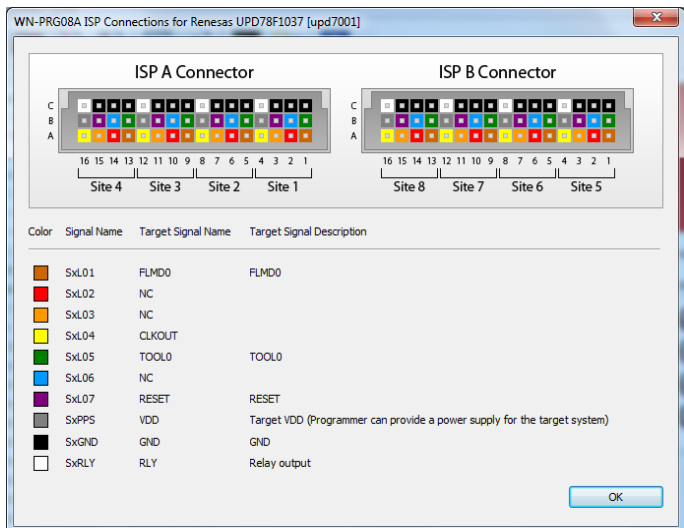 WN-PRG08A ISP Connections for Renesas UPD78F1037 [upd7001]
ISP A Connector
ISP B Connector
C
B
A
16 15 14 13 12 11 10 9 8 7 6 5 4 3 2 1
Site 4 Site 3 Site 2 Site 1
C
B
A
16 15 14 13 12 11 10 9 8 7 6 5 4 3 2 1
Site 8 Site 7 Site 6 Site 5
Color Signal Name Target Signal Name Target Signal Description
SxL01 FLMD0 FLMD0
SxL02 NC
SxL03 NC
SxL04 CLKOUT
SxL05 TOOL0 TOOL0
SxL06 NC
SxL07 RESET RESET
SxPPS VDD Target VDD (Programmer can provide a power supply for the target system)
SxGND GND GND
SxRLY RLY Relay output
OK